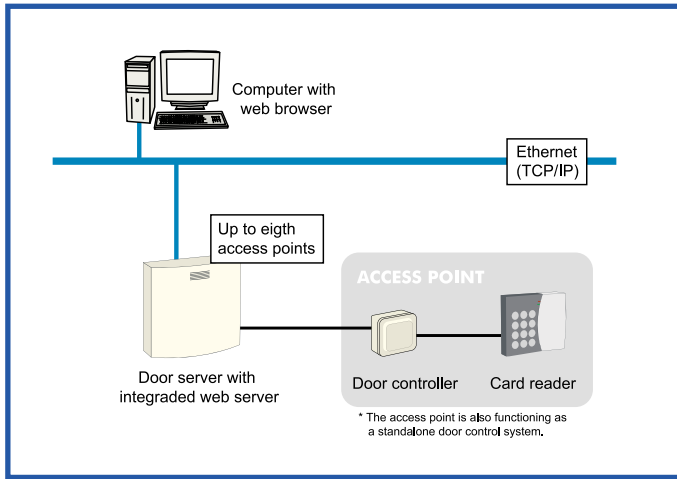 Computer with
web browser
Ethernet
(TCP/IP)
Up to eigth
access points
ACCESS POINT
Door server with
integraded web server
Door controller
Card reader
* The access point is also functioning as
a standalone door control system.